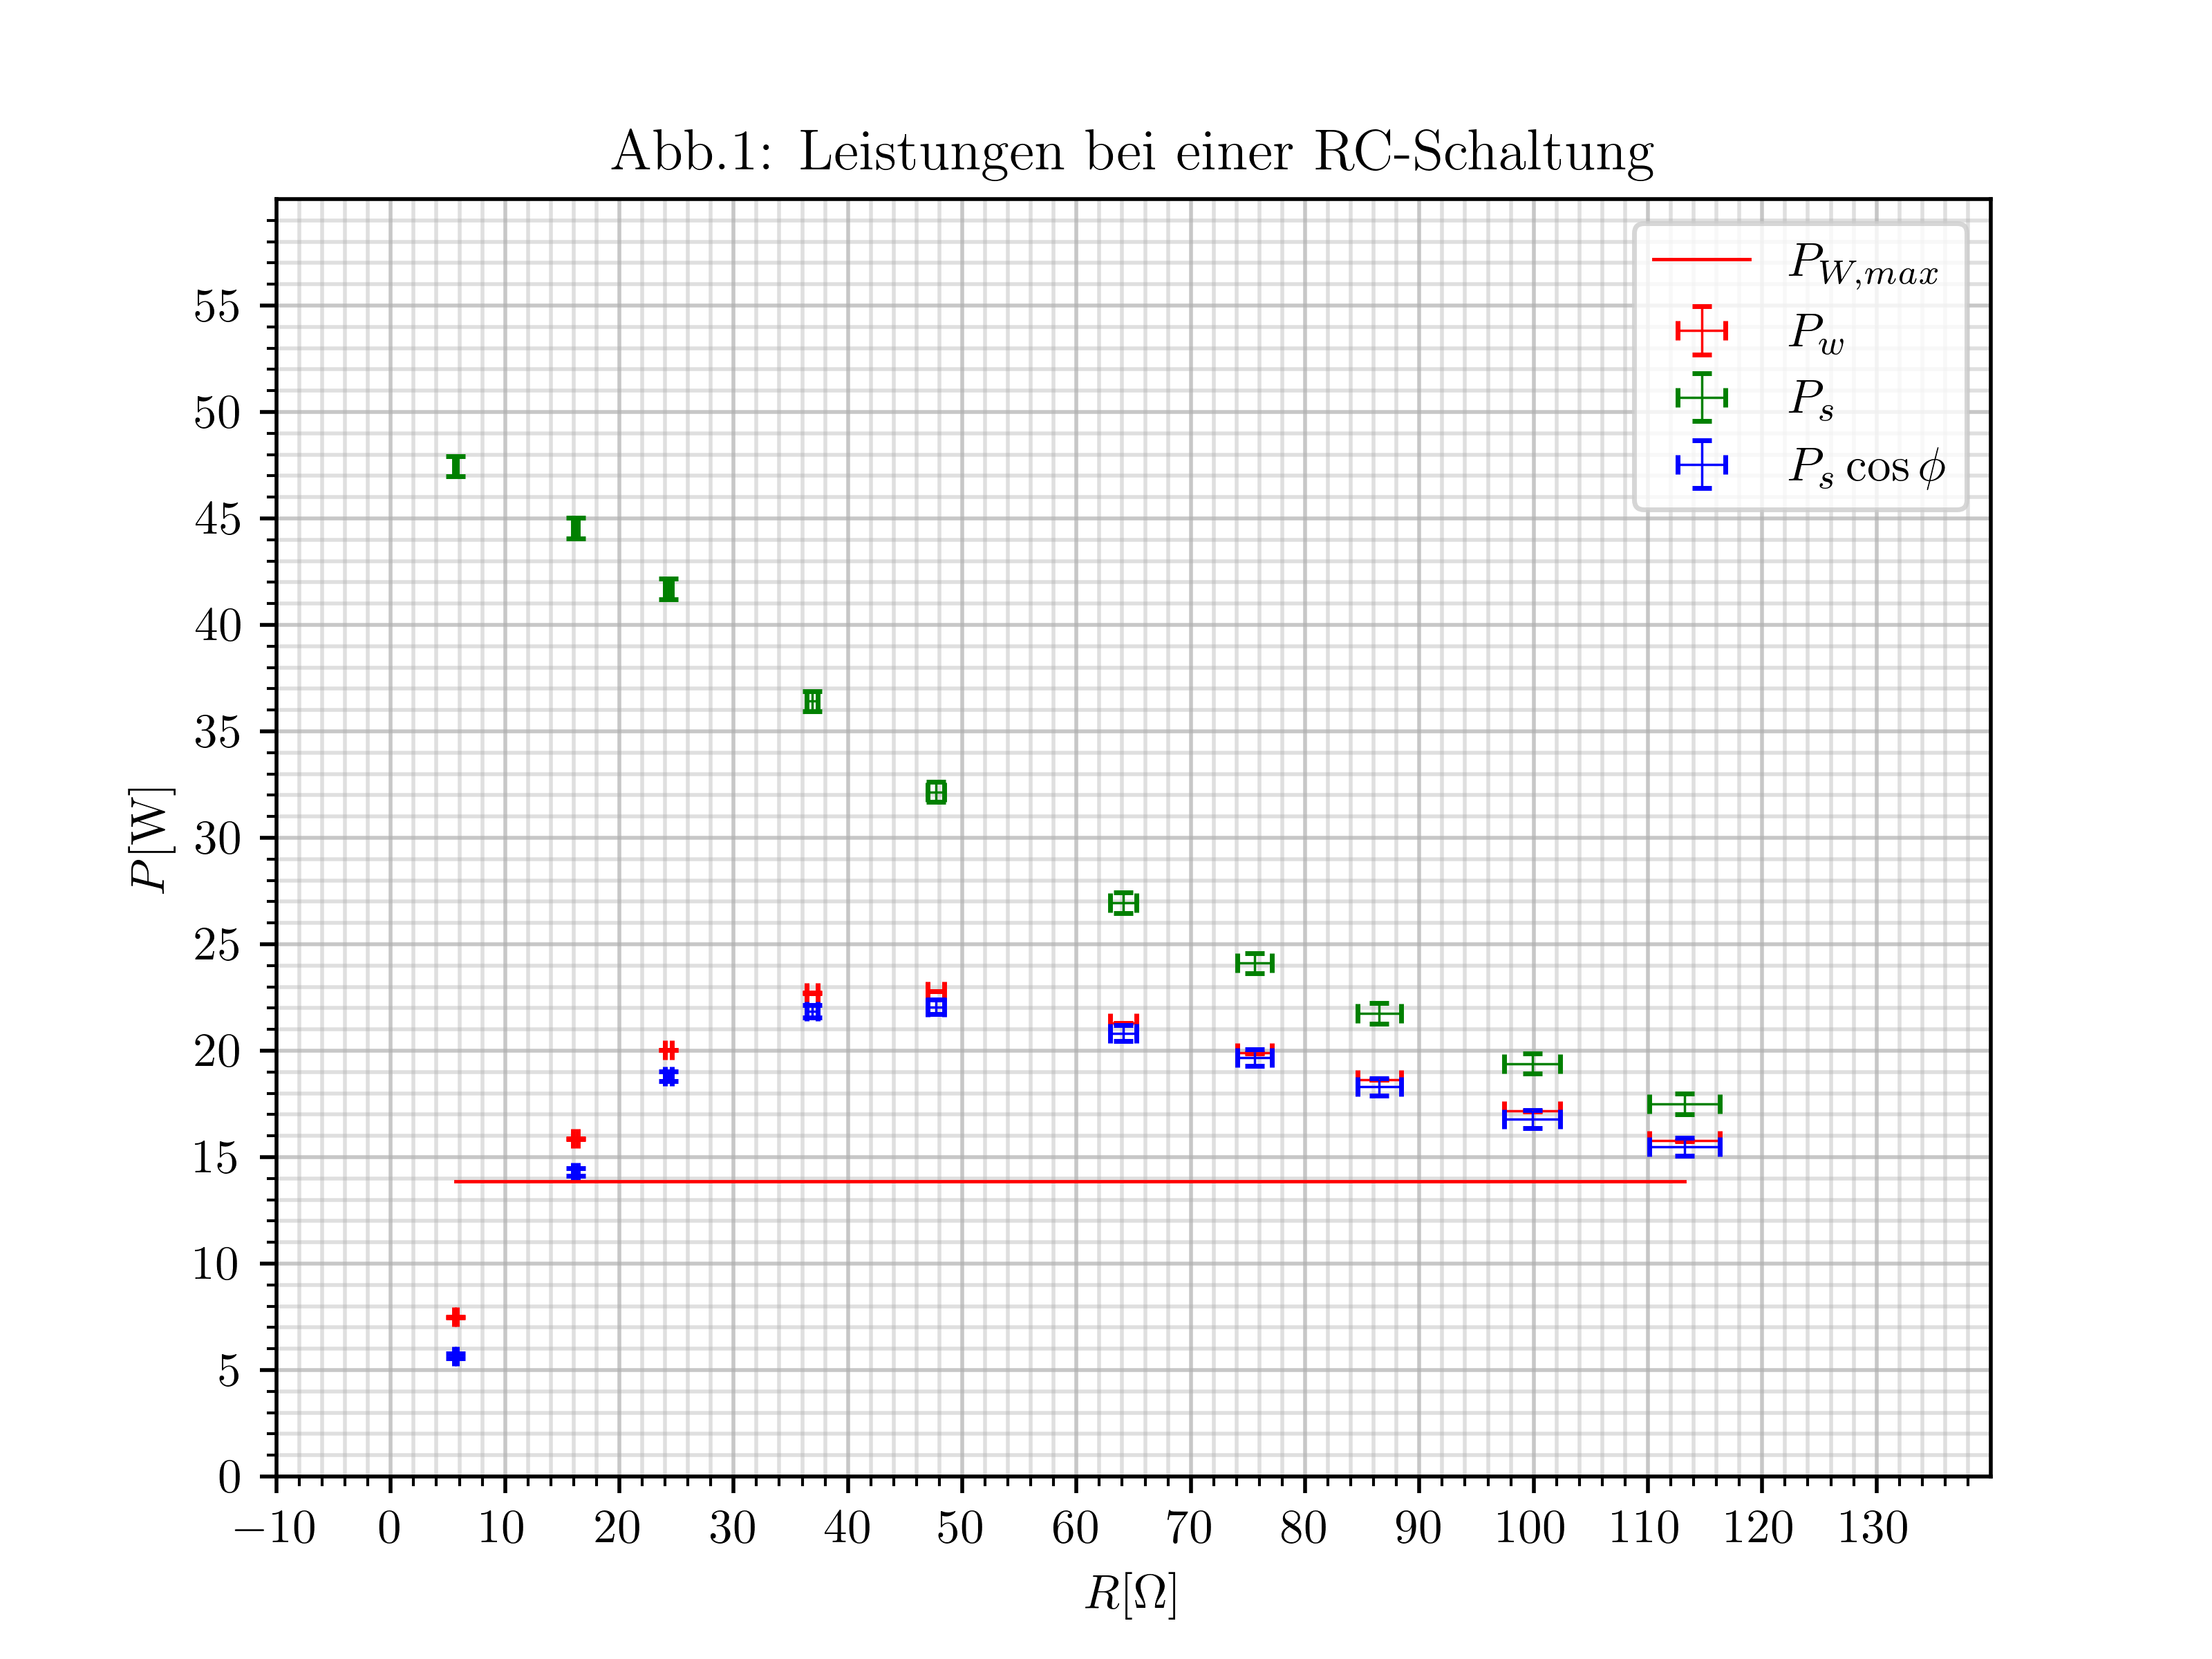 Abb.1: Leistungen bei einer RC-Schaltung
P_{W,max}
P_w
P_s
P_s cos ϕ
55
50
45
40
35
30
25
20
15
10
5
0
P[W]
−10 0 10 20 30 40 50 60 70 80 90 100 110 120 130
R[Ω]